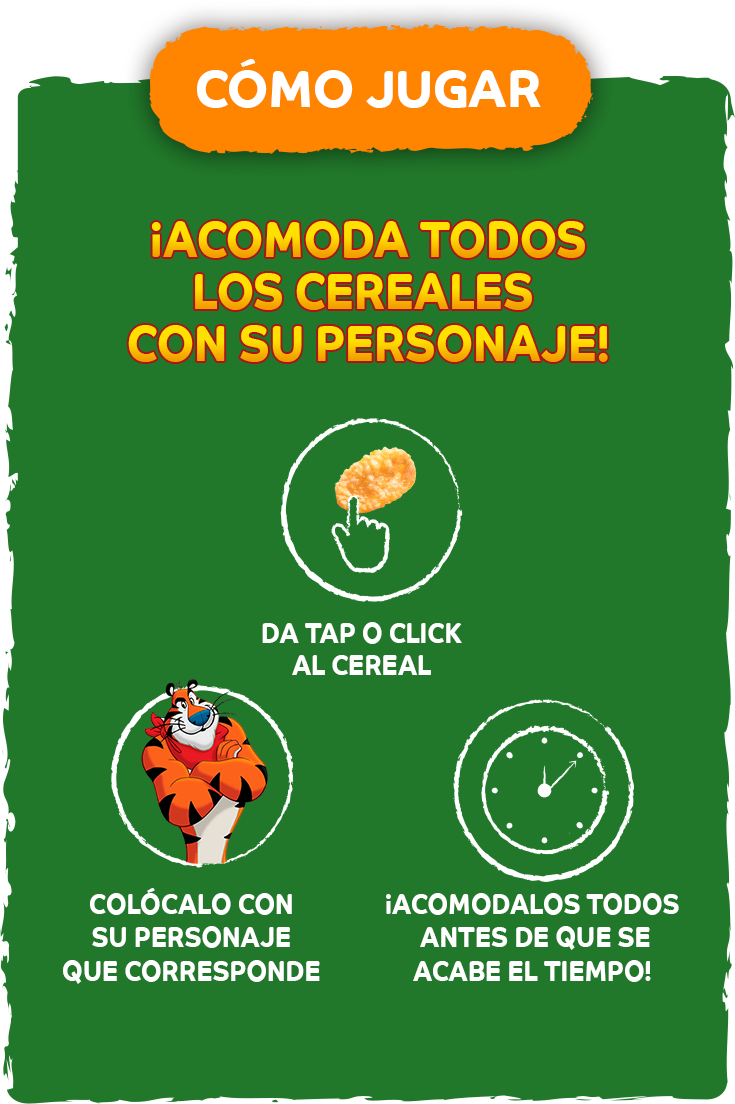 CÓMO JUGAR
¡ACOMODA TODOS
LOS CEREALES
CON SU PERSONAJE!
DA TAP O CLICK
AL CEREAL
COLÓCALO CON
SU PERSONAJE
QUE CORRESPONDE
¡ACOMODALOS TODOS
ANTES DE QUE SE
ACABE EL TIEMPO!